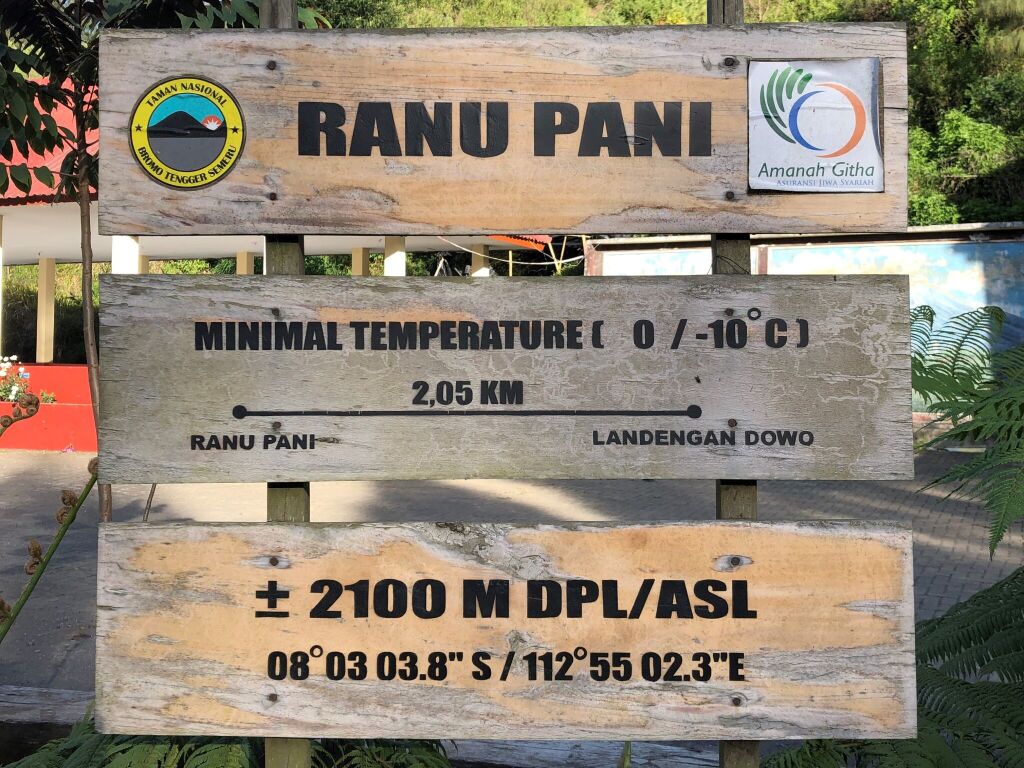 TAMAN NASIONAL
BROMO TENGGER SEMERU
RANU PANI
Amanah Githa
ASURANSI JIWA SYARIAH
MINIMAL TEMPERATURE ( 0 / -10°C )
2,05 KM
RANU PANI
LANDENGAN DOWO
± 2100 M DPL/ASL
08°03 03.8" S / 112°55 02.3"E